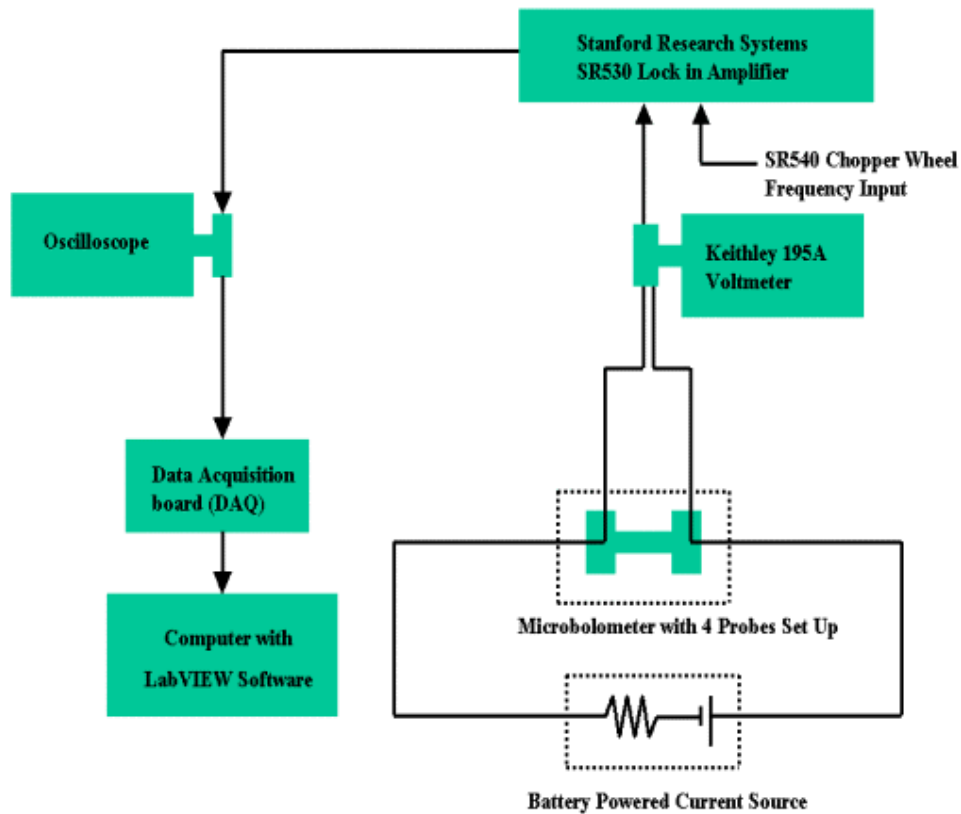 Stanford Research Systems
SR530 Lock in Amplifier
SR540 Chopper Wheel
Frequency Input
Oscilloscope
Keithley 195A
Voltmeter
Data Acquisition
board (DAQ)
Microbolometer with 4 Probes Set Up
Computer with
LabVIEW Software
Battery Powered Current Source